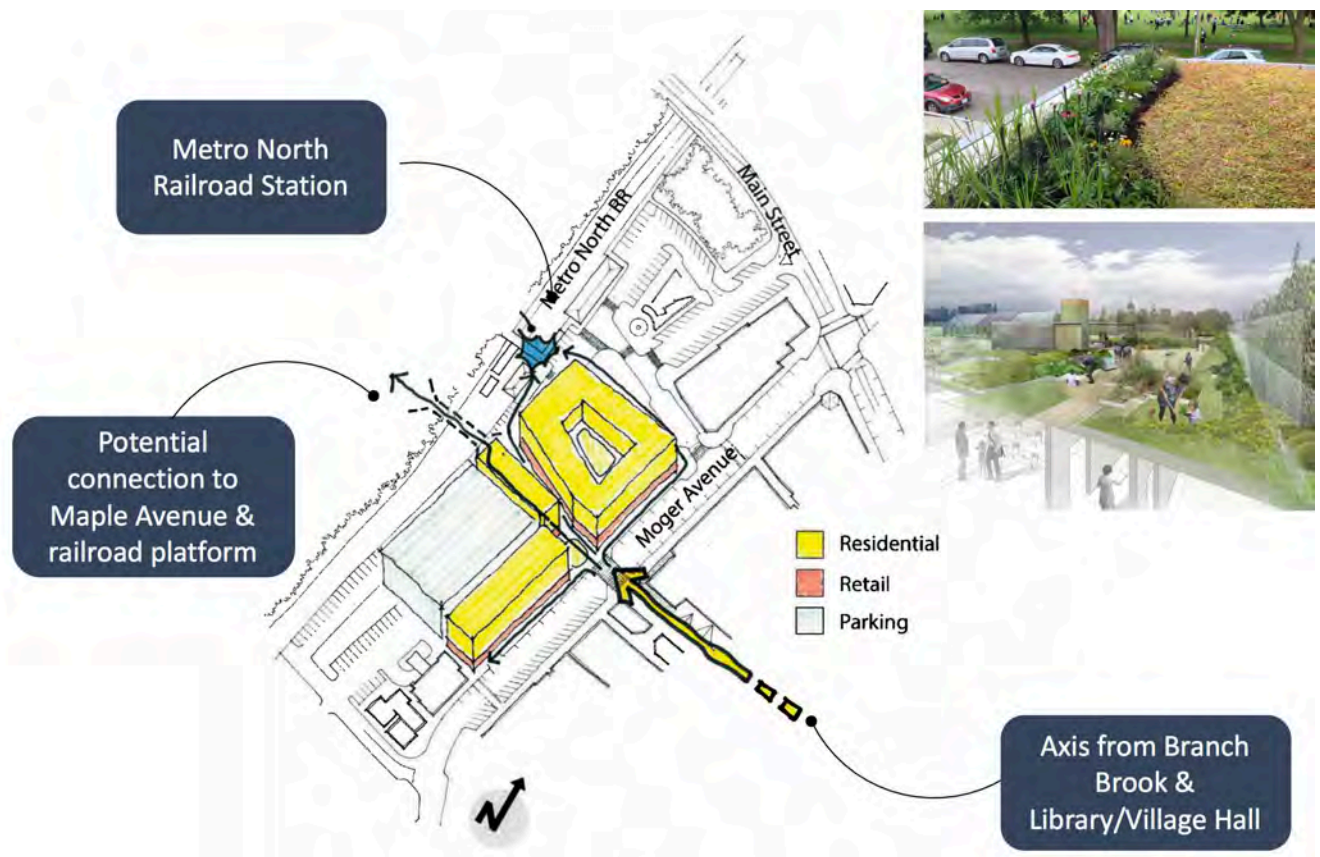 Metro North
Railroad Station
Metro North RR
Main Street
Potential
connection to
Maple Avenue &
railroad platform
Moger Avenue
Residential
Retail
Parking
N
Axis from Branch
Brook &
Library/Village Hall